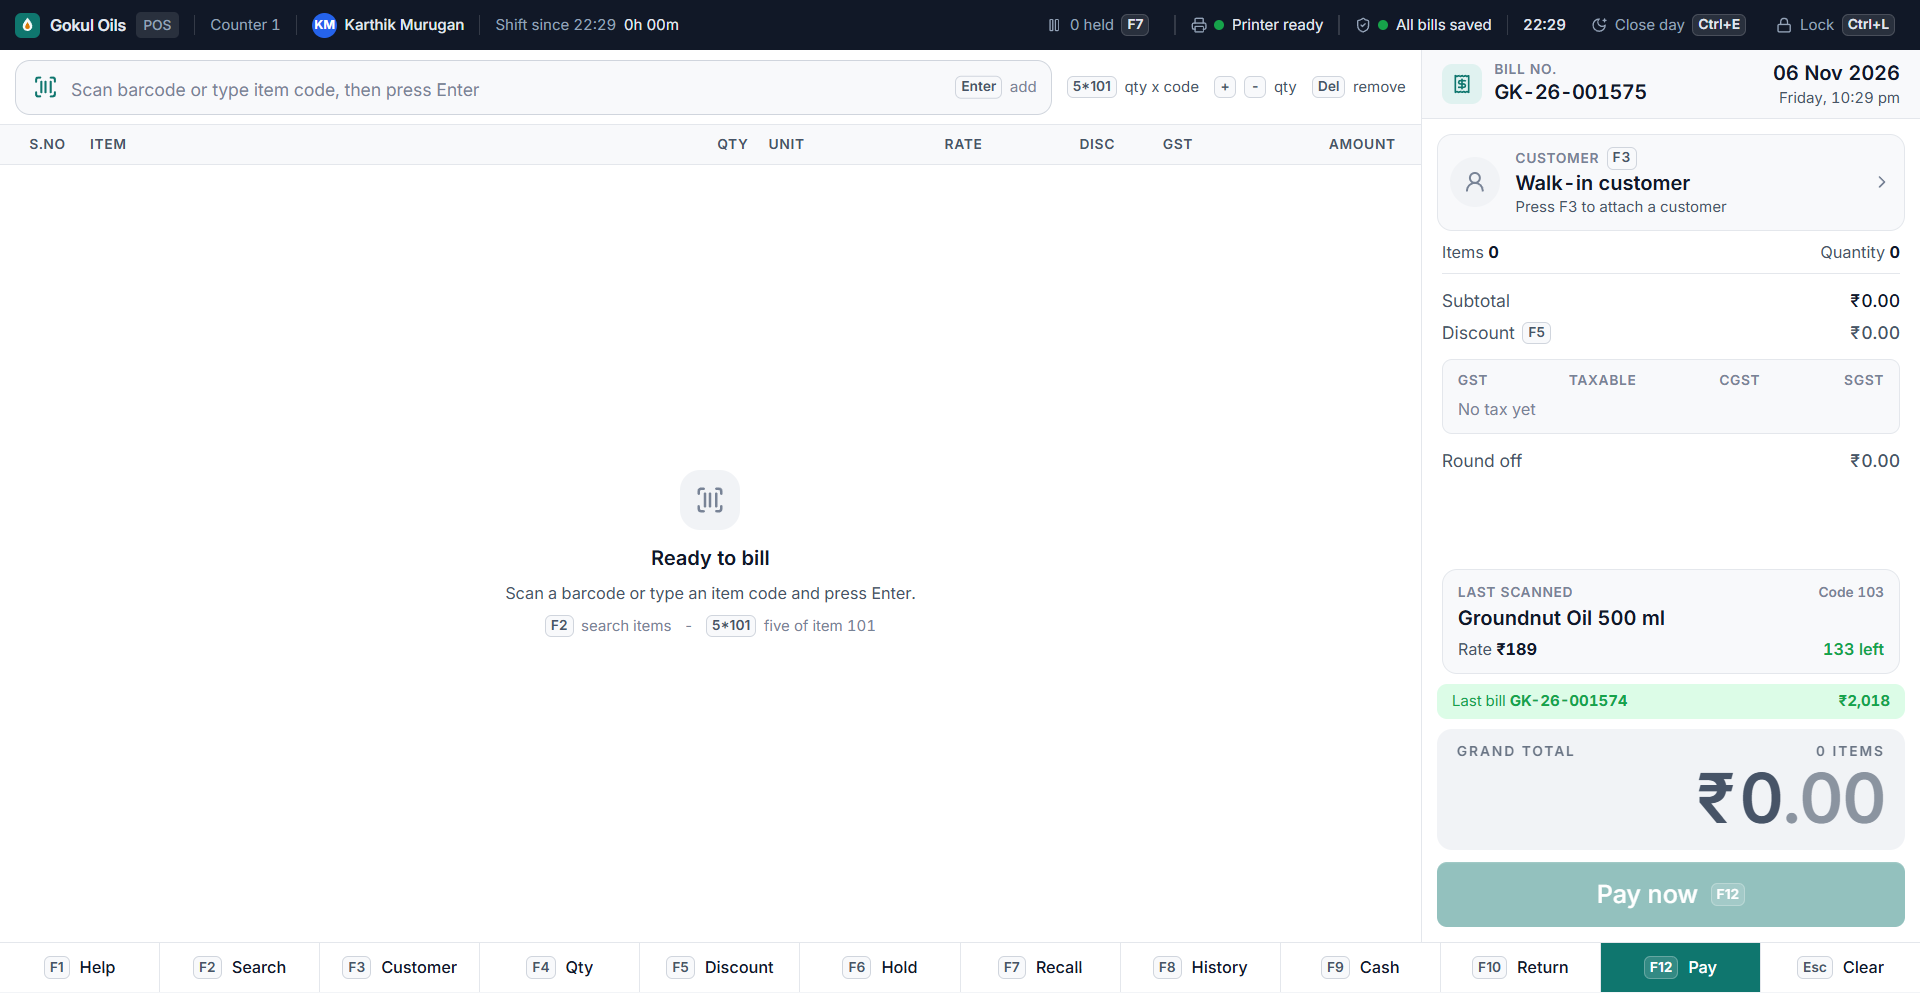 Gokul Oils POS Counter 1 KM Karthik Murugan Shift since 22:29 0h 00m 0 held F7 Printer ready All bills saved 22:29 Close day Ctrl+E Lock Ctrl+L
Scan barcode or type item code, then press Enter Enter add 5*101 qty x code + - qty Del remove
S.NO ITEM QTY UNIT RATE DISC GST AMOUNT
Ready to bill
Scan a barcode or type an item code and press Enter.
F2 search items - 5*101 five of item 101
BILL NO.
GK-26-001575
06 Nov 2026
Friday, 10:29 pm
CUSTOMER F3
Walk-in customer
Press F3 to attach a customer
Items 0 Quantity 0
Subtotal ₹0.00
Discount F5 ₹0.00
GST TAXABLE CGST SGST
No tax yet
Round off ₹0.00
LAST SCANNED Code 103
Groundnut Oil 500 ml
Rate ₹189 133 left
Last bill GK-26-001574 ₹2,018
GRAND TOTAL 0 ITEMS
₹0.00
Pay now F12
F1 Help F2 Search F3 Customer F4 Qty F5 Discount F6 Hold F7 Recall F8 History F9 Cash F10 Return F12 Pay Esc Clear